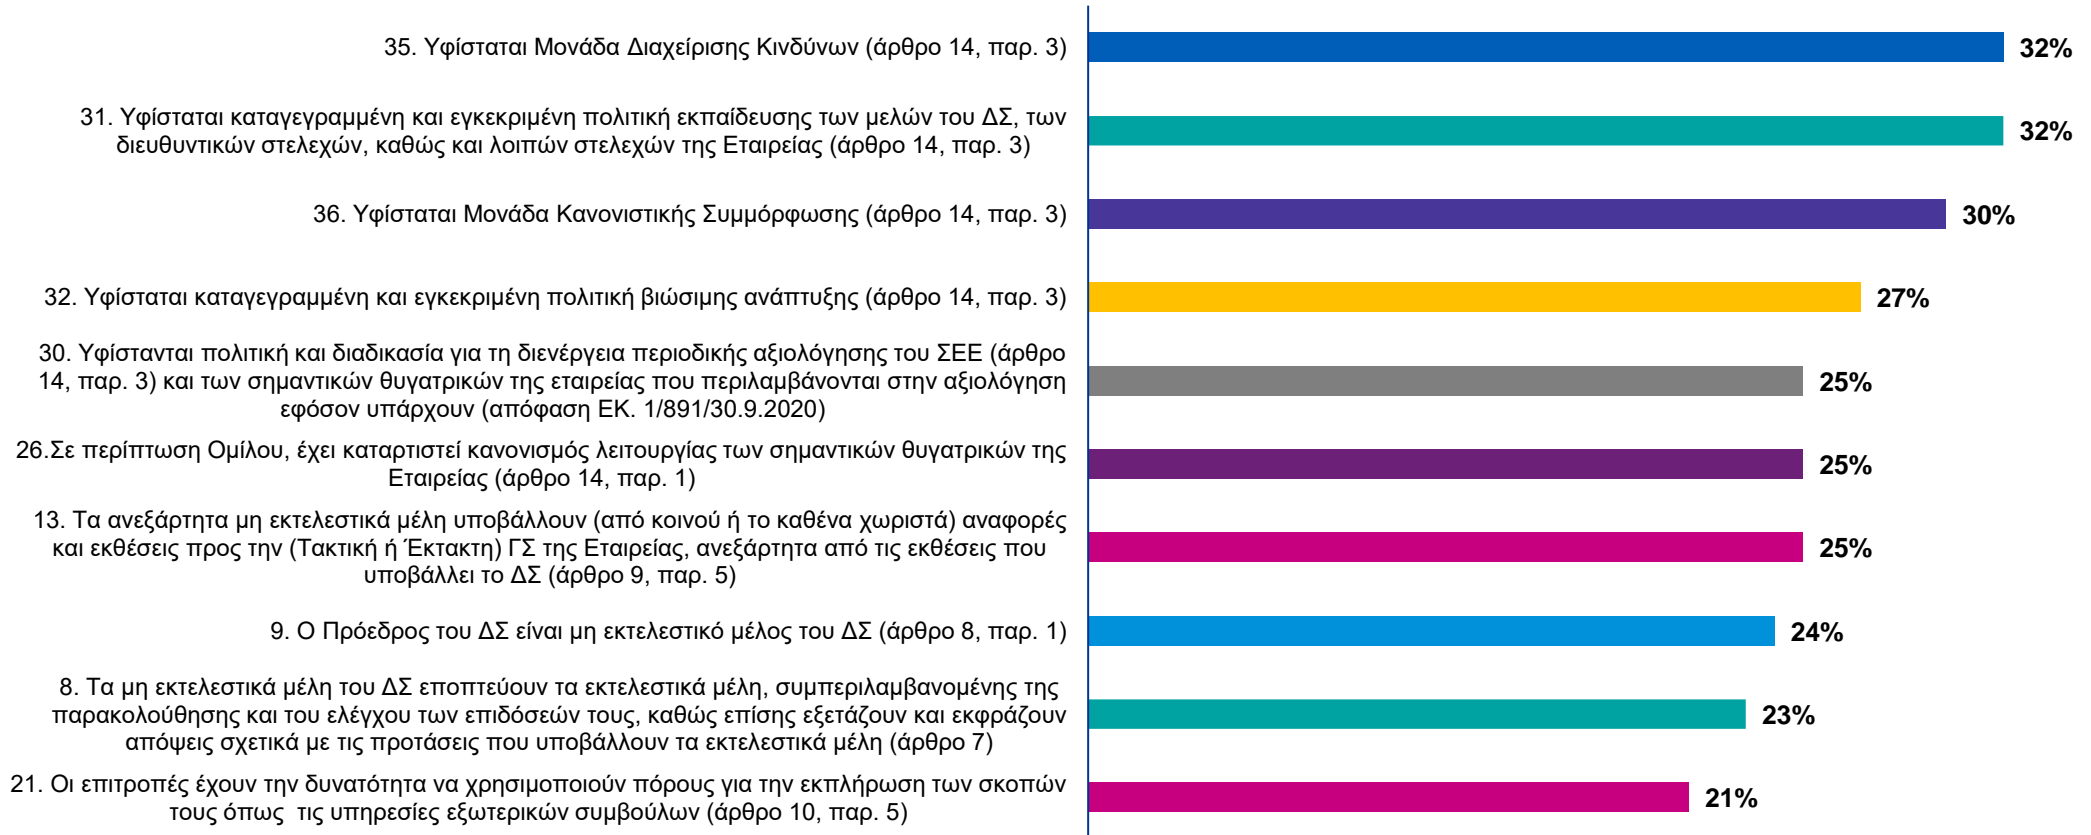 35. Υφίσταται Μονάδα Διαχείρισης Κινδύνων (άρθρο 14, παρ. 3)
32%
31. Υφίσταται καταγεγραμμένη και εγκεκριμένη πολιτική εκπαίδευσης των μελών του ΔΣ, των
διευθυντικών στελεχών, καθώς και λοιπών στελεχών της Εταιρείας (άρθρο 14, παρ. 3)
32%
36. Υφίσταται Μονάδα Κανονιστικής Συμμόρφωσης (άρθρο 14, παρ. 3)
30%
32. Υφίσταται καταγεγραμμένη και εγκεκριμένη πολιτική βιώσιμης ανάπτυξης (άρθρο 14, παρ. 3)
27%
30. Υφίστανται πολιτική και διαδικασία για τη διενέργεια περιοδικής αξιολόγησης του ΣΕΕ (άρθρο
14, παρ. 3) και των σημαντικών θυγατρικών της εταιρείας που περιλαμβάνονται στην αξιολόγηση
εφόσον υπάρχουν (απόφαση ΕΚ. 1/891/30.9.2020)
25%
26.Σε περίπτωση Ομίλου, έχει καταρτιστεί κανονισμός λειτουργίας των σημαντικών θυγατρικών της
Εταιρείας (άρθρο 14, παρ. 1)
25%
13. Τα ανεξάρτητα μη εκτελεστικά μέλη υποβάλλουν (από κοινού ή το καθένα χωριστά) αναφορές
και εκθέσεις προς την (Τακτική ή Έκτακτη) ΓΣ της Εταιρείας, ανεξάρτητα από τις εκθέσεις που
υποβάλλει το ΔΣ (άρθρο 9, παρ. 5)
25%
9. Ο Πρόεδρος του ΔΣ είναι μη εκτελεστικό μέλος του ΔΣ (άρθρο 8, παρ. 1)
24%
8. Τα μη εκτελεστικά μέλη του ΔΣ εποπτεύουν τα εκτελεστικά μέλη, συμπεριλαμβανομένης της
παρακολούθησης και του ελέγχου των επιδόσεών τους, καθώς επίσης εξετάζουν και εκφράζουν
απόψεις σχετικά με τις προτάσεις που υποβάλλουν τα εκτελεστικά μέλη (άρθρο 7)
23%
21. Οι επιτροπές έχουν την δυνατότητα να χρησιμοποιούν πόρους για την εκπλήρωση των σκοπών
τους όπως  τις υπηρεσίες εξωτερικών συμβούλων (άρθρο 10, παρ. 5)
21%